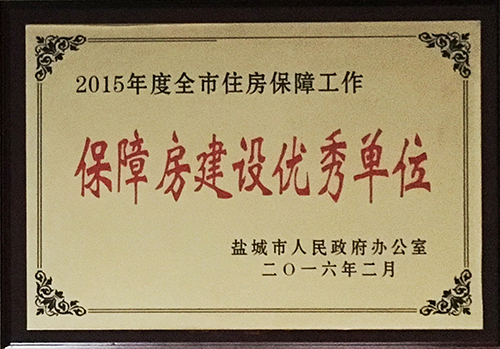 2015年度全市住房保障工作
保障房建设优秀单位
盐城市人民政府办公室
二〇一六年二月